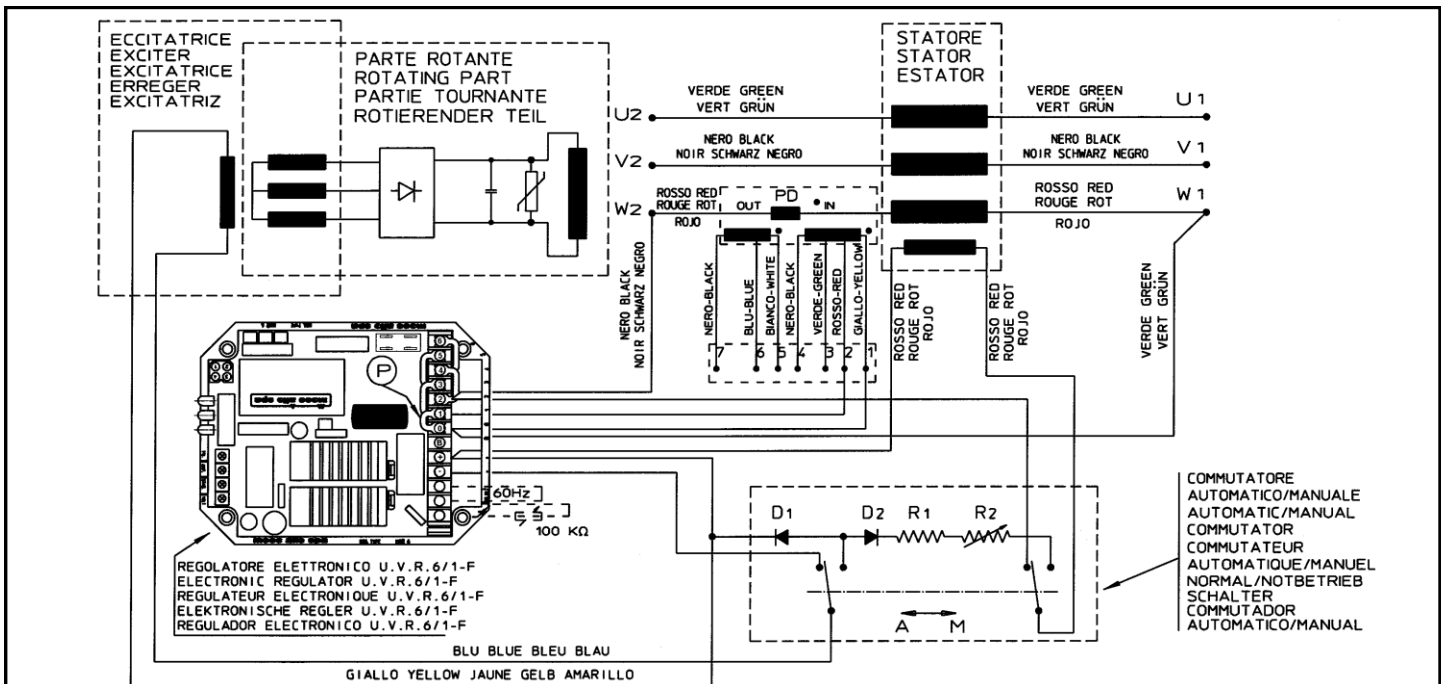 ECCITATRICE
EXCITER
EXCITATRICE
ERREGER
EXCITATRIZ
PARTE ROTANTE
ROTATING PART
PARTIE TOURNANTE
ROTIERENDER TEIL
STATORE
STATOR
ESTATOR
U2
VERDE GREEN
VERT GRÜN
VERDE GREEN
VERT GRÜN
U1
V2
NERO BLACK
NOIR SCHWARZ NEGRO
NERO BLACK
NOIR SCHWARZ NEGRO
V1
W2
ROSSO RED
ROUGE ROT
ROJO
OUT
PD
IN
ROSSO RED
ROUGE ROT
ROJO
W1
NERO BLACK
NOIR SCHWARZ NEGRO
NERO-BLACK
BLU-BLUE
BIANCO-WHITE
NERO-BLACK
VERDE-GREEN
ROSSO-RED
GIALLO-YELLOW
7 6 5 4 3 2 1
ROSSO RED
ROUGE ROT
ROJO
ROSSO RED
ROUGE ROT
ROJO
VERDE GREEN
VERT GRÜN
P
6
5
4
3
2
1
0
B
+
-
60Hz
100 KΩ
REGOLATORE ELETTRONICO U.V.R.6/1-F
ELECTRONIC REGULATOR U.V.R.6/1-F
REGULATEUR ELECTRONIQUE U.V.R.6/1-F
ELEKTRONISCHE REGLER U.V.R.6/1-F
REGULADOR ELECTRONICO U.V.R.6/1-F
D1
D2
R1
R2
A
M
COMMUTATORE
AUTOMATICO/MANUALE
AUTOMATIC/MANUAL
COMMUTATOR
COMMUTATEUR
AUTOMATIQUE/MANUEL
NORMAL/NOTBETRIEB
SCHALTER
COMMUTADOR
AUTOMATICO/MANUAL
BLU BLUE BLEU BLAU
GIALLO YELLOW JAUNE GELB AMARILLO